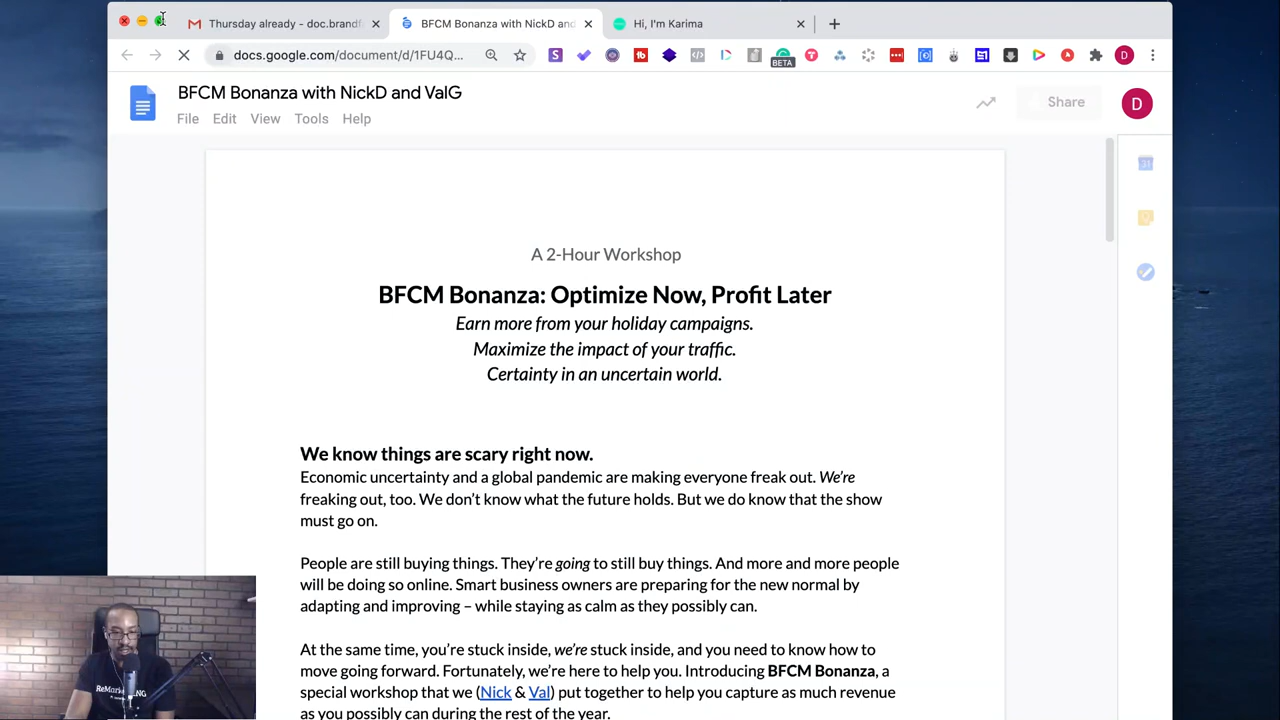 Thursday already - doc.brandf
BFCM Bonanza with NickD and
Hi, I'm Karima
docs.google.com/document/d/1FU4Q...
BETA
D
BFCM Bonanza with NickD and ValG
File Edit View Tools Help
Share
D
31
A 2-Hour Workshop
BFCM Bonanza: Optimize Now, Profit Later
Earn more from your holiday campaigns.
Maximize the impact of your traffic.
Certainty in an uncertain world.
We know things are scary right now.
Economic uncertainty and a global pandemic are making everyone freak out. We're
freaking out, too. We don't know what the future holds. But we do know that the show
must go on.
People are still buying things. They're going to still buy things. And more and more people
will be doing so online. Smart business owners are preparing for the new normal by
adapting and improving – while staying as calm as they possibly can.
At the same time, you're stuck inside, we're stuck inside, and you need to know how to
move going forward. Fortunately, we're here to help you. Introducing BFCM Bonanza, a
special workshop that we (Nick & Val) put together to help you capture as much revenue
as you possibly can during the rest of the year.